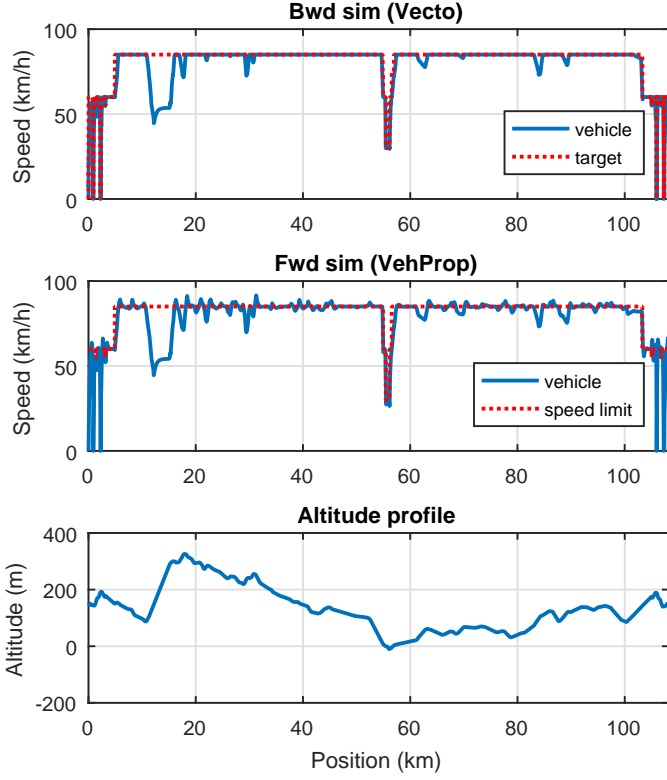 Bwd sim (Vecto)
100
50
0
Speed (km/h)
vehicle
target
0 20 40 60 80 100
Fwd sim (VehProp)
100
50
0
Speed (km/h)
vehicle
speed limit
0 20 40 60 80 100
Altitude profile
400
200
0
-200
Altitude (m)
0 20 40 60 80 100
Position (km)